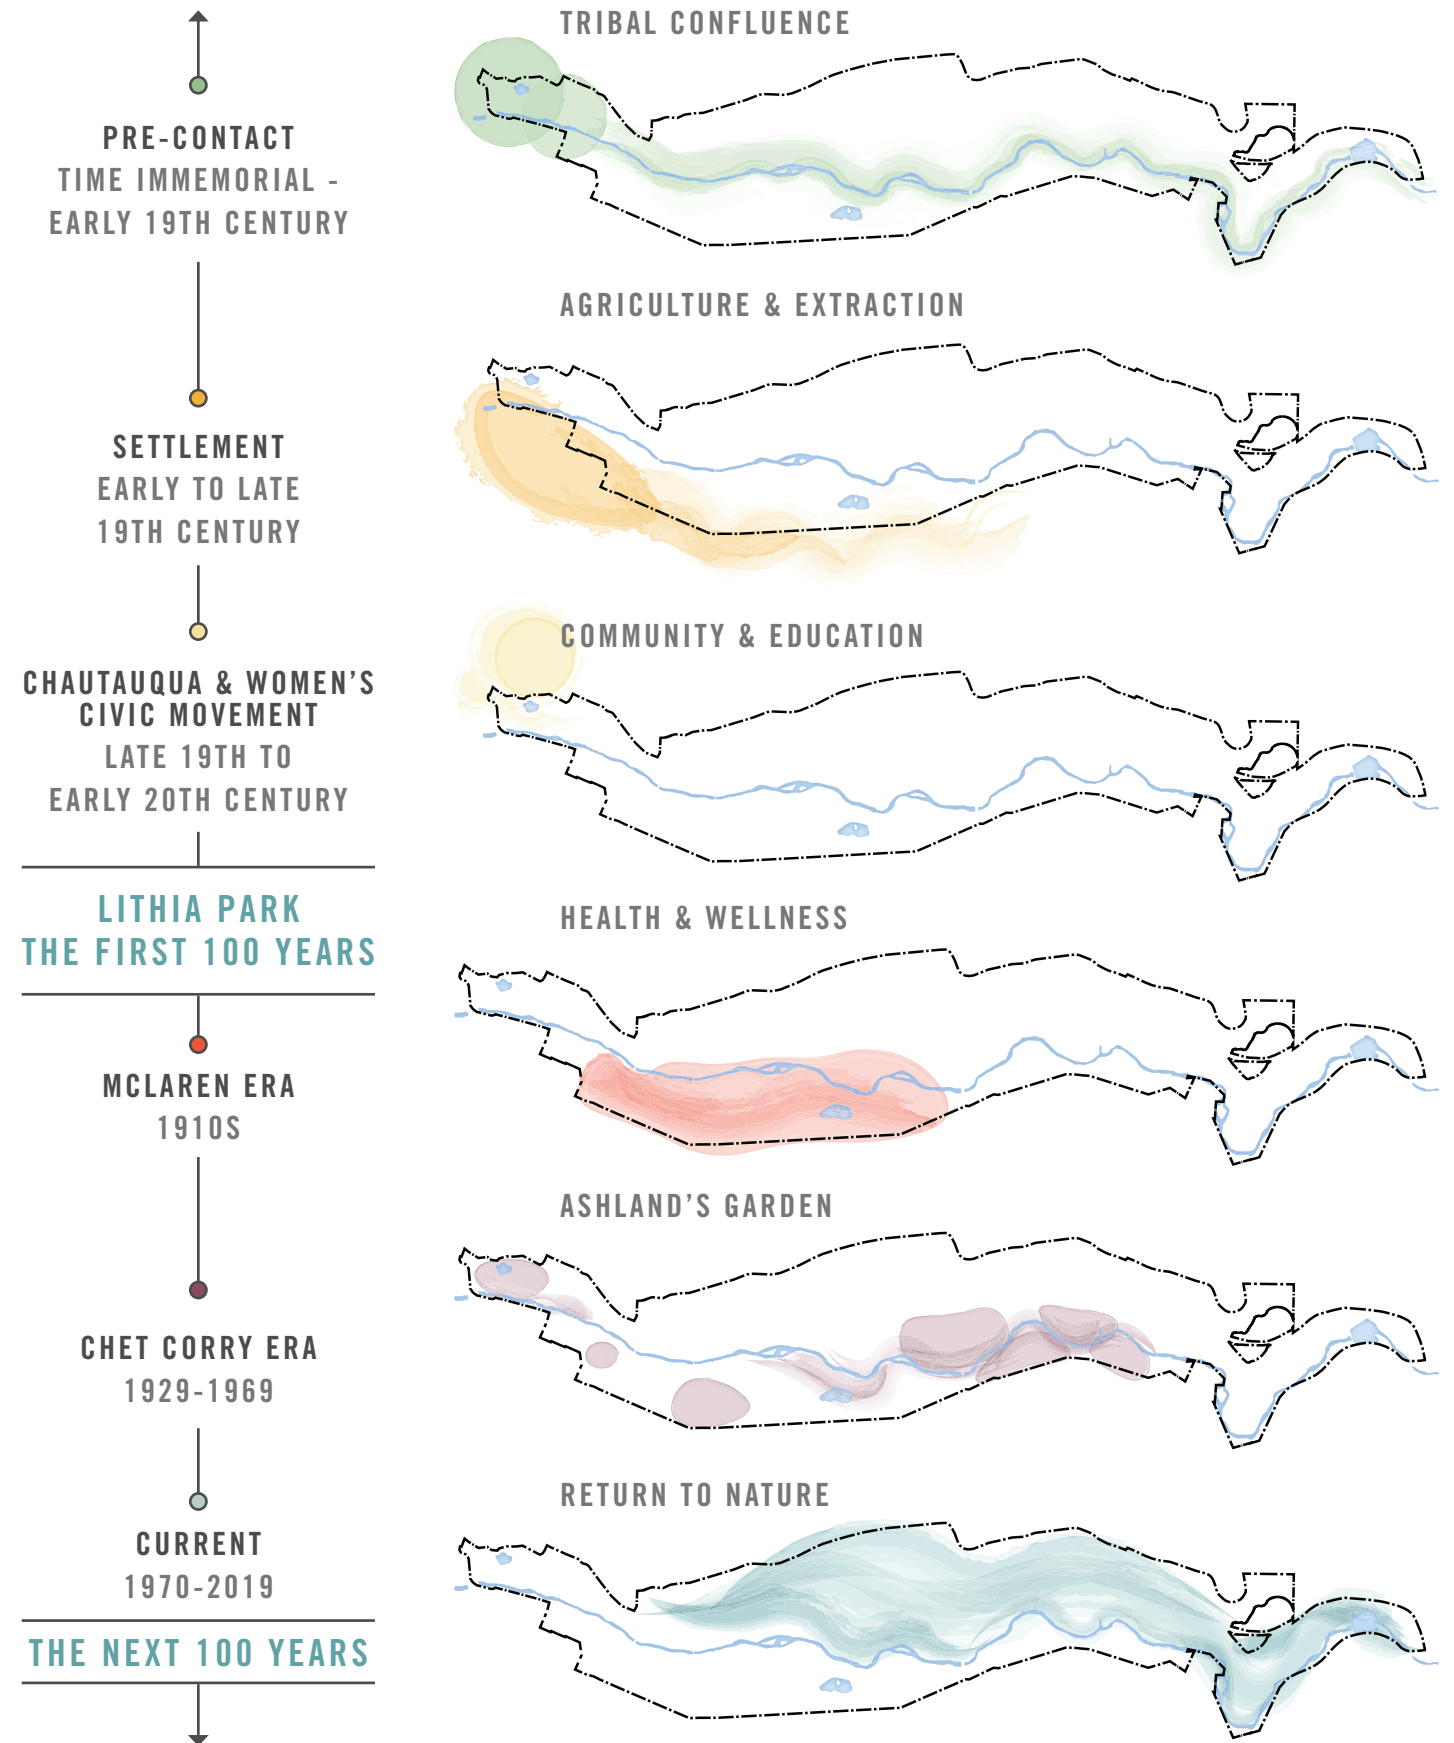 TRIBAL CONFLUENCE
PRE-CONTACT
TIME IMMEMORIAL -
EARLY 19TH CENTURY
AGRICULTURE & EXTRACTION
SETTLEMENT
EARLY TO LATE
19TH CENTURY
COMMUNITY & EDUCATION
CHAUTAUQUA & WOMEN'S
CIVIC MOVEMENT
LATE 19TH TO
EARLY 20TH CENTURY
LITHIA PARK
THE FIRST 100 YEARS
HEALTH & WELLNESS
MCLAREN ERA
1910S
ASHLAND'S GARDEN
CHET CORRY ERA
1929-1969
RETURN TO NATURE
CURRENT
1970-2019
THE NEXT 100 YEARS